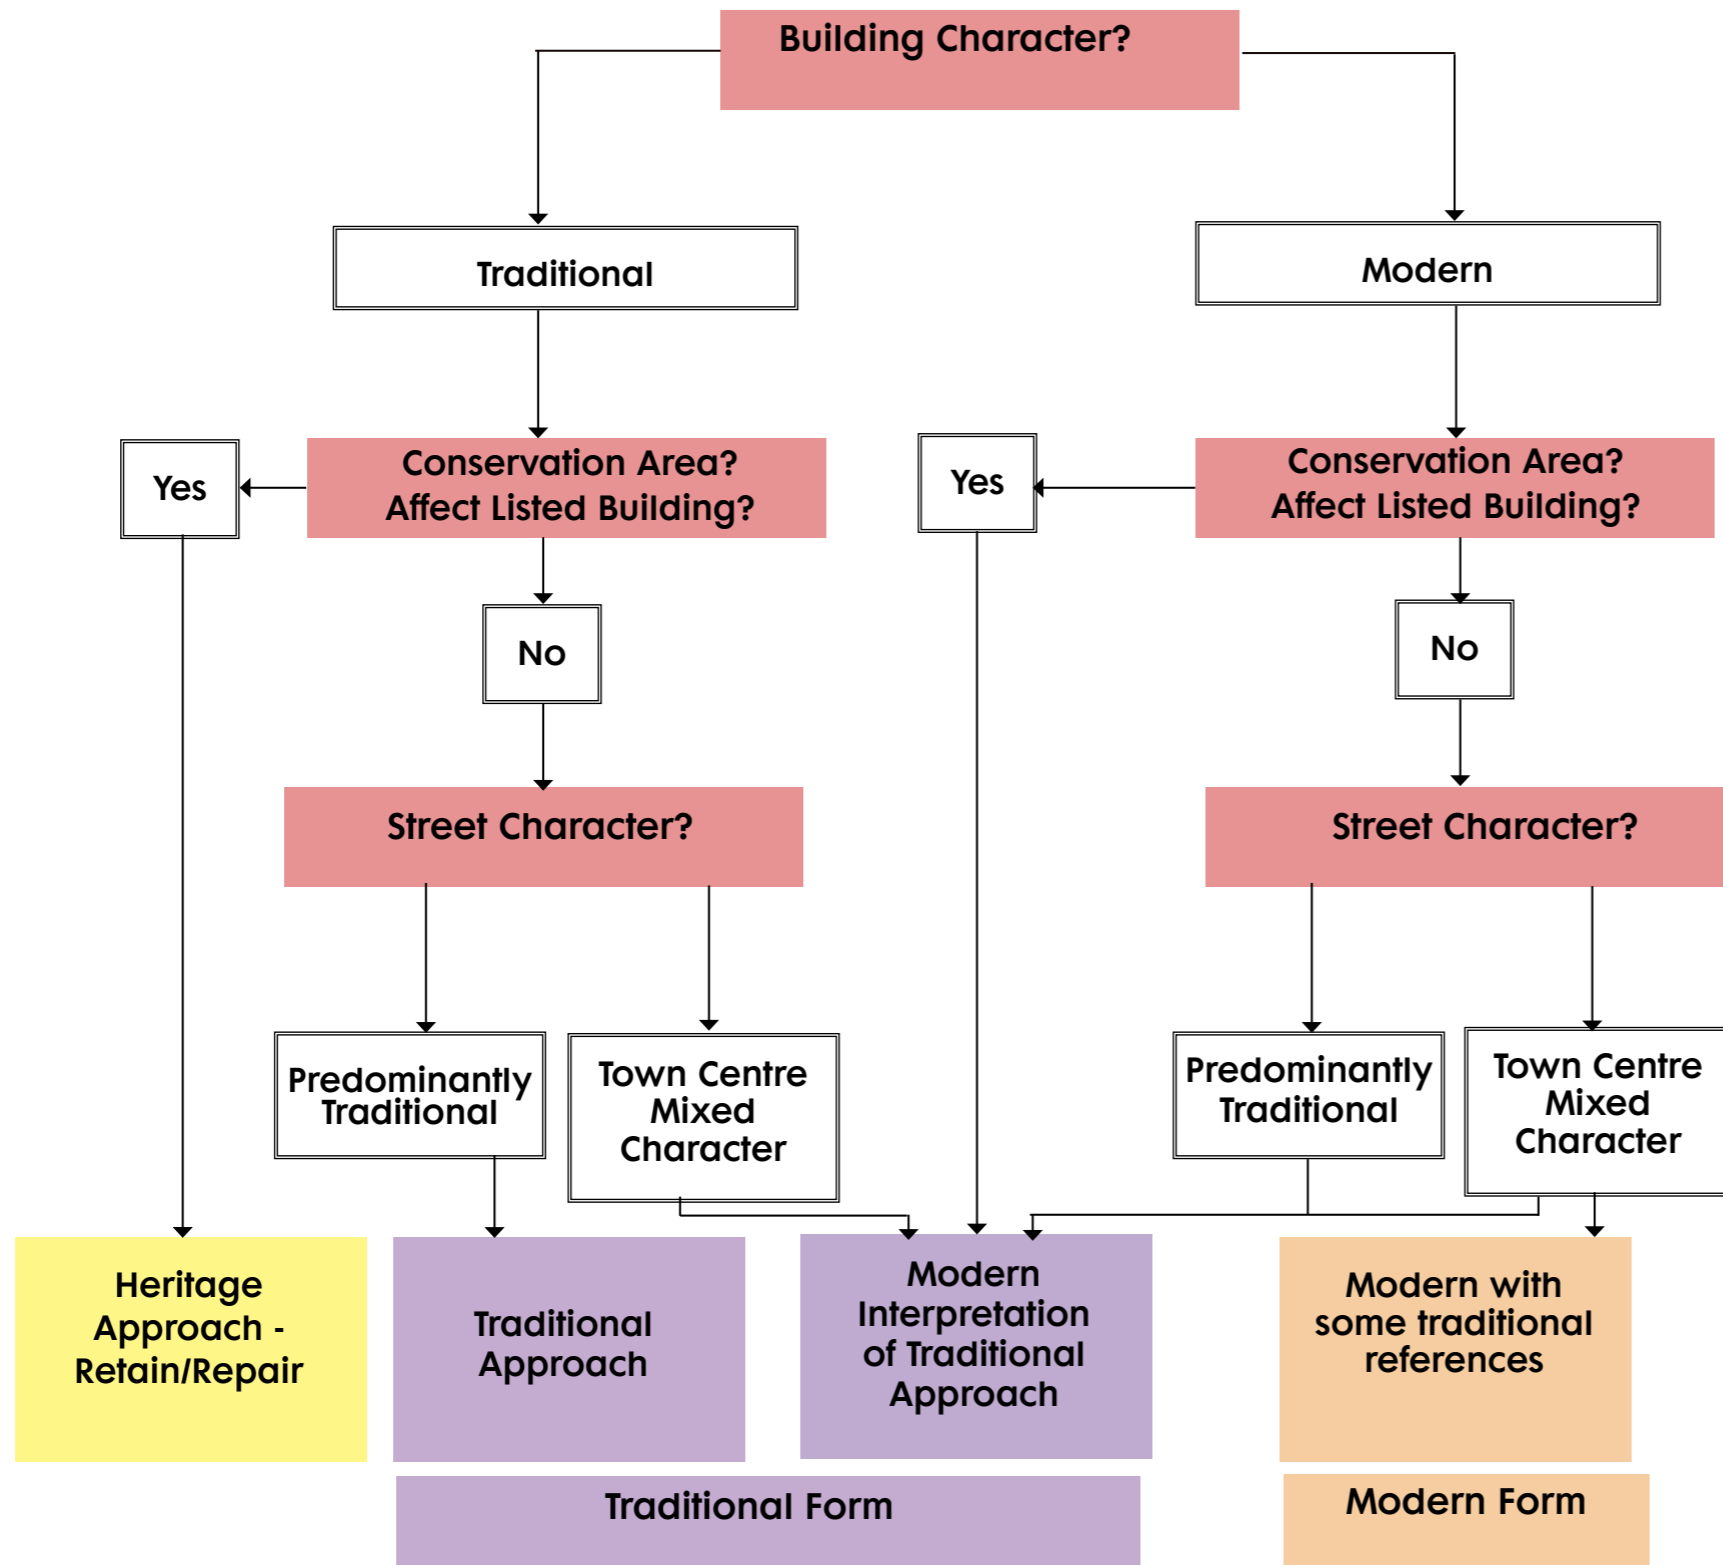 Building Character?
Traditional
Modern
Yes
Conservation Area?
Affect Listed Building?
Yes
Conservation Area?
Affect Listed Building?
No
No
Street Character?
Street Character?
Predominantly
Traditional
Town Centre
Mixed
Character
Predominantly
Traditional
Town Centre
Mixed
Character
Heritage
Approach -
Retain/Repair
Traditional
Approach
Modern
Interpretation
of Traditional
Approach
Modern with
some traditional
references
Traditional Form
Modern Form